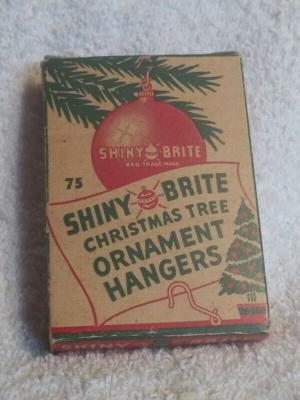 SHINY BRITE
REG. TRADE MARK
75
SHINY BRITE
CHRISTMAS TREE
ORNAMENT
HANGERS